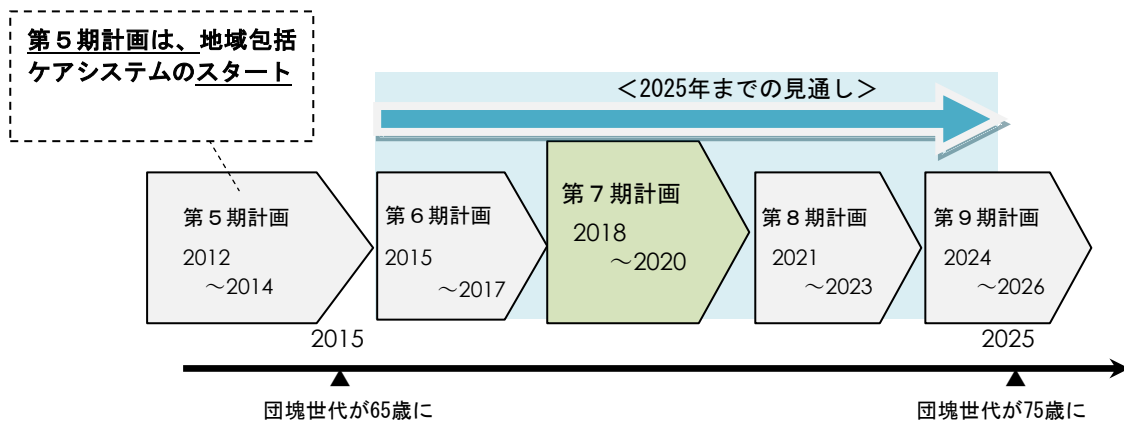 第５期計画は、地域包括
ケアシステムのスタート
＜2025年までの見通し＞
第５期計画
2012
～2014
第６期計画
2015
～2017
第７期計画
2018
～2020
第８期計画
2021
～2023
第９期計画
2024
～2026
2015
2025
団塊世代が65歳に
団塊世代が75歳に